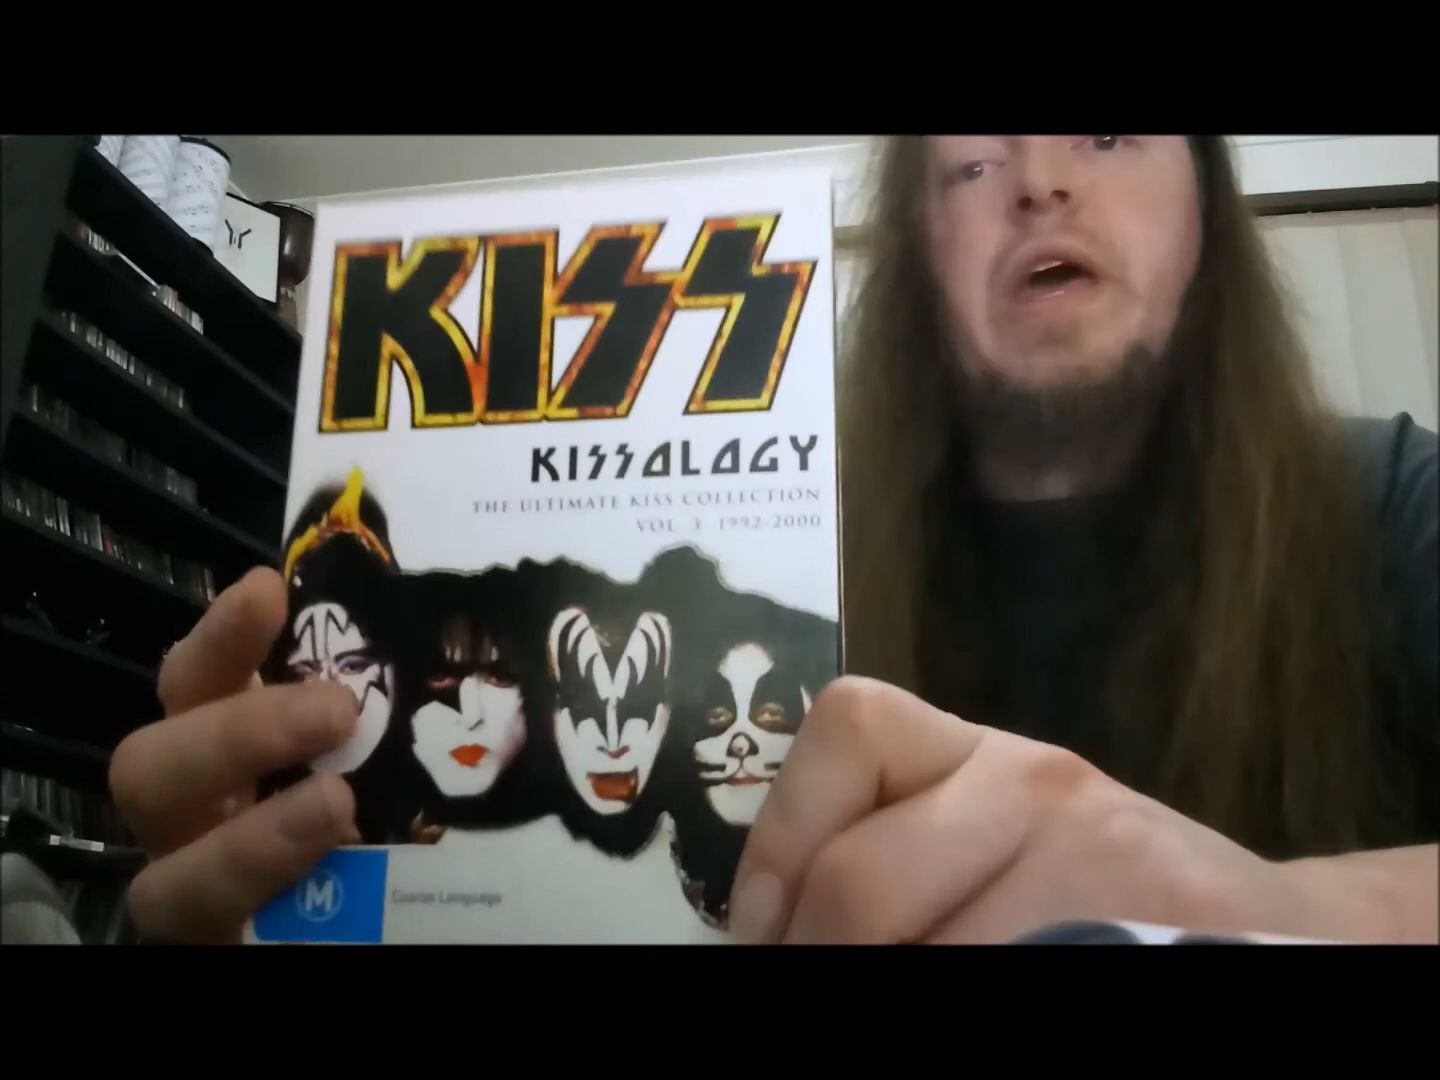 KISS
KISSOLOGY
THE ULTIMATE KISS COLLECTION
VOL. 3 1992-2000
M
Coarse Language